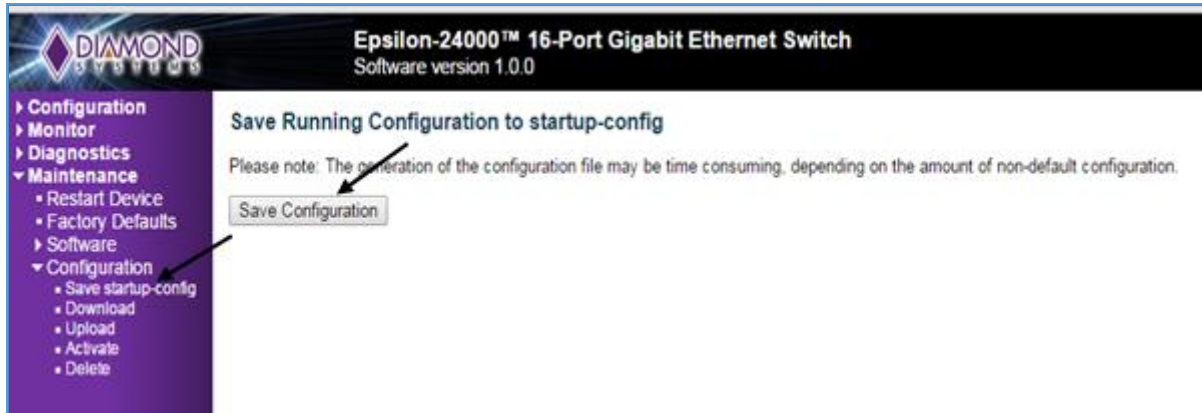 DIAMOND
SYSTEMS
Epsilon-24000™ 16-Port Gigabit Ethernet Switch
Software version 1.0.0
Configuration
Monitor
Diagnostics
Maintenance
Restart Device
Factory Defaults
Software
Configuration
Save startup-config
Download
Upload
Activate
Delete
Save Running Configuration to startup-config
Please note: The generation of the configuration file may be time consuming, depending on the amount of non-default configuration.
Save Configuration